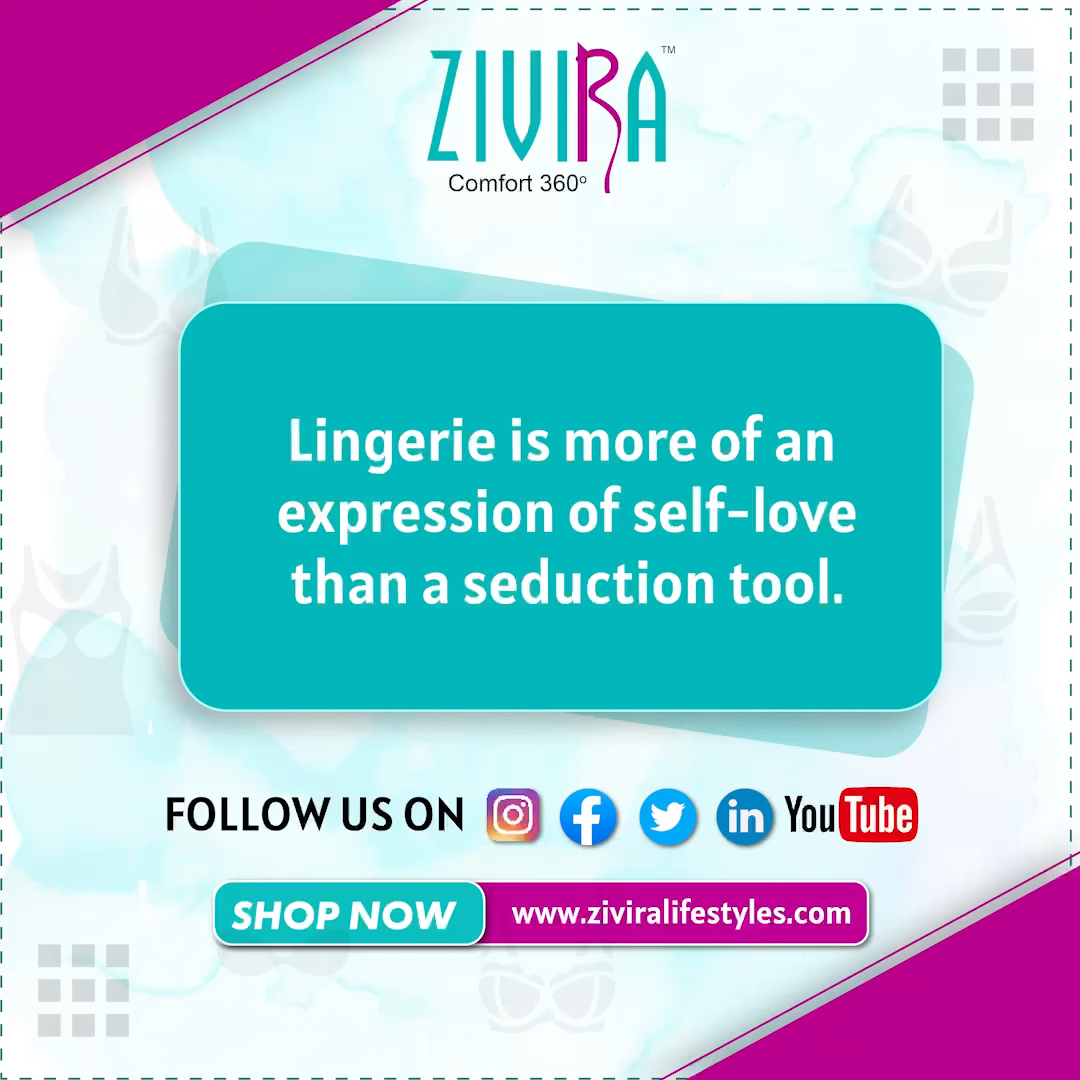 ZIVIRA™
Comfort 360°
Lingerie is more of an
expression of self-love
than a seduction tool.
FOLLOW US ON
in
YouTube
SHOP NOW
www.ziviralifestyles.com